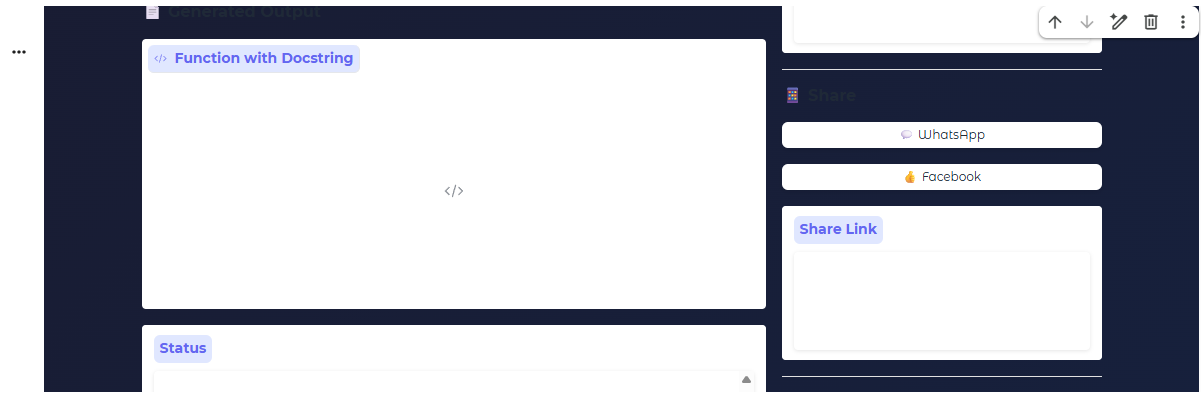 Generated Output
</> Function with Docstring
</>
Status
Share
WhatsApp
Facebook
Share Link